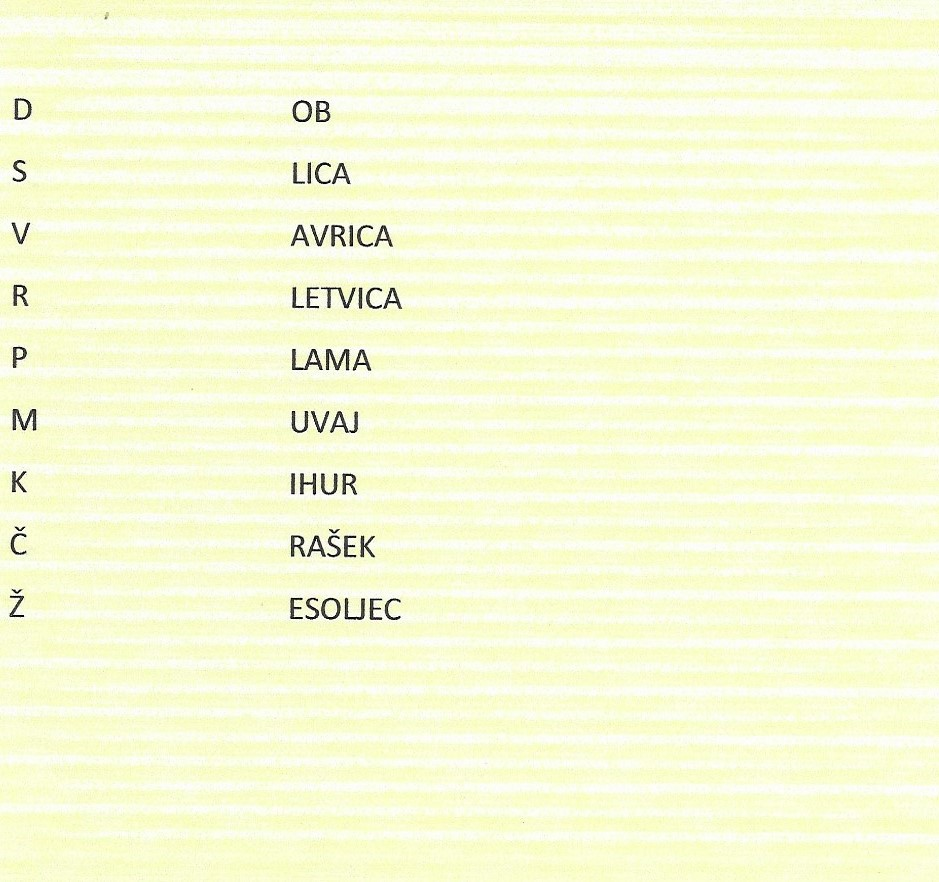 D OB
S LICA
V AVRICA
R LETVICA
P LAMA
M UVAJ
K IHUR
Č RAŠEK
Ž ESOLJEC